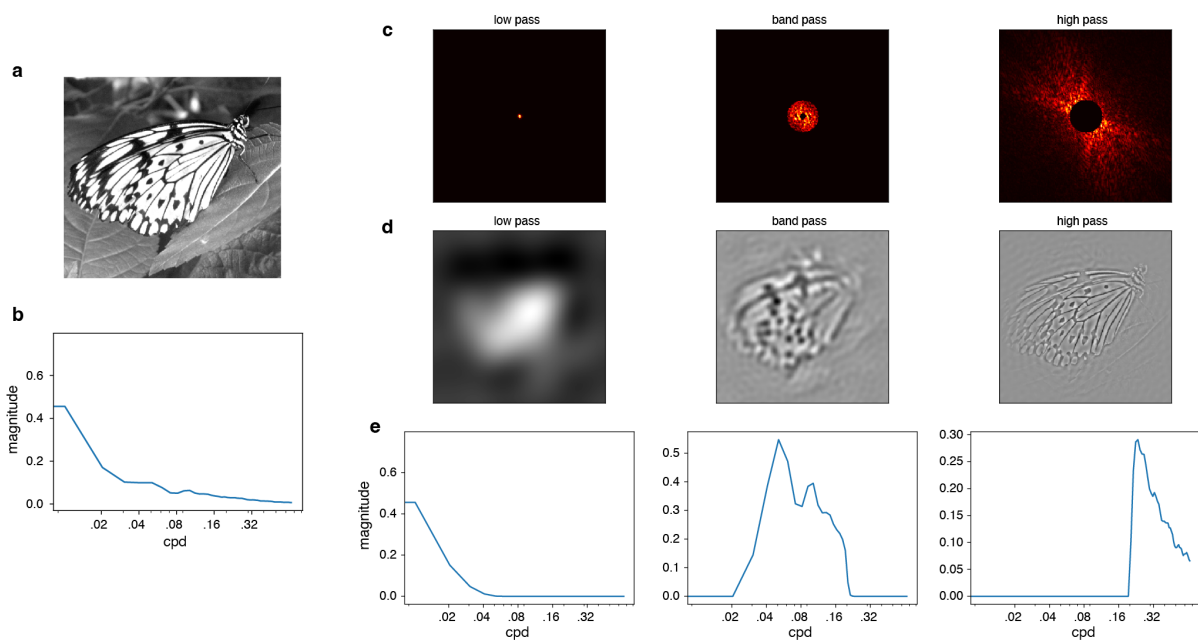 a
b
magnitude
0.6
0.4
0.2
0.0
.02 .04 .08 .16 .32
cpd
c
low pass band pass high pass
d
low pass band pass high pass
e
magnitude
0.6
0.4
0.2
0.0
.02 .04 .08 .16 .32
cpd
0.5
0.4
0.3
0.2
0.1
0.0
.02 .04 .08 .16 .32
cpd
0.30
0.25
0.20
0.15
0.10
0.05
0.00
.02 .04 .08 .16 .32
cpd